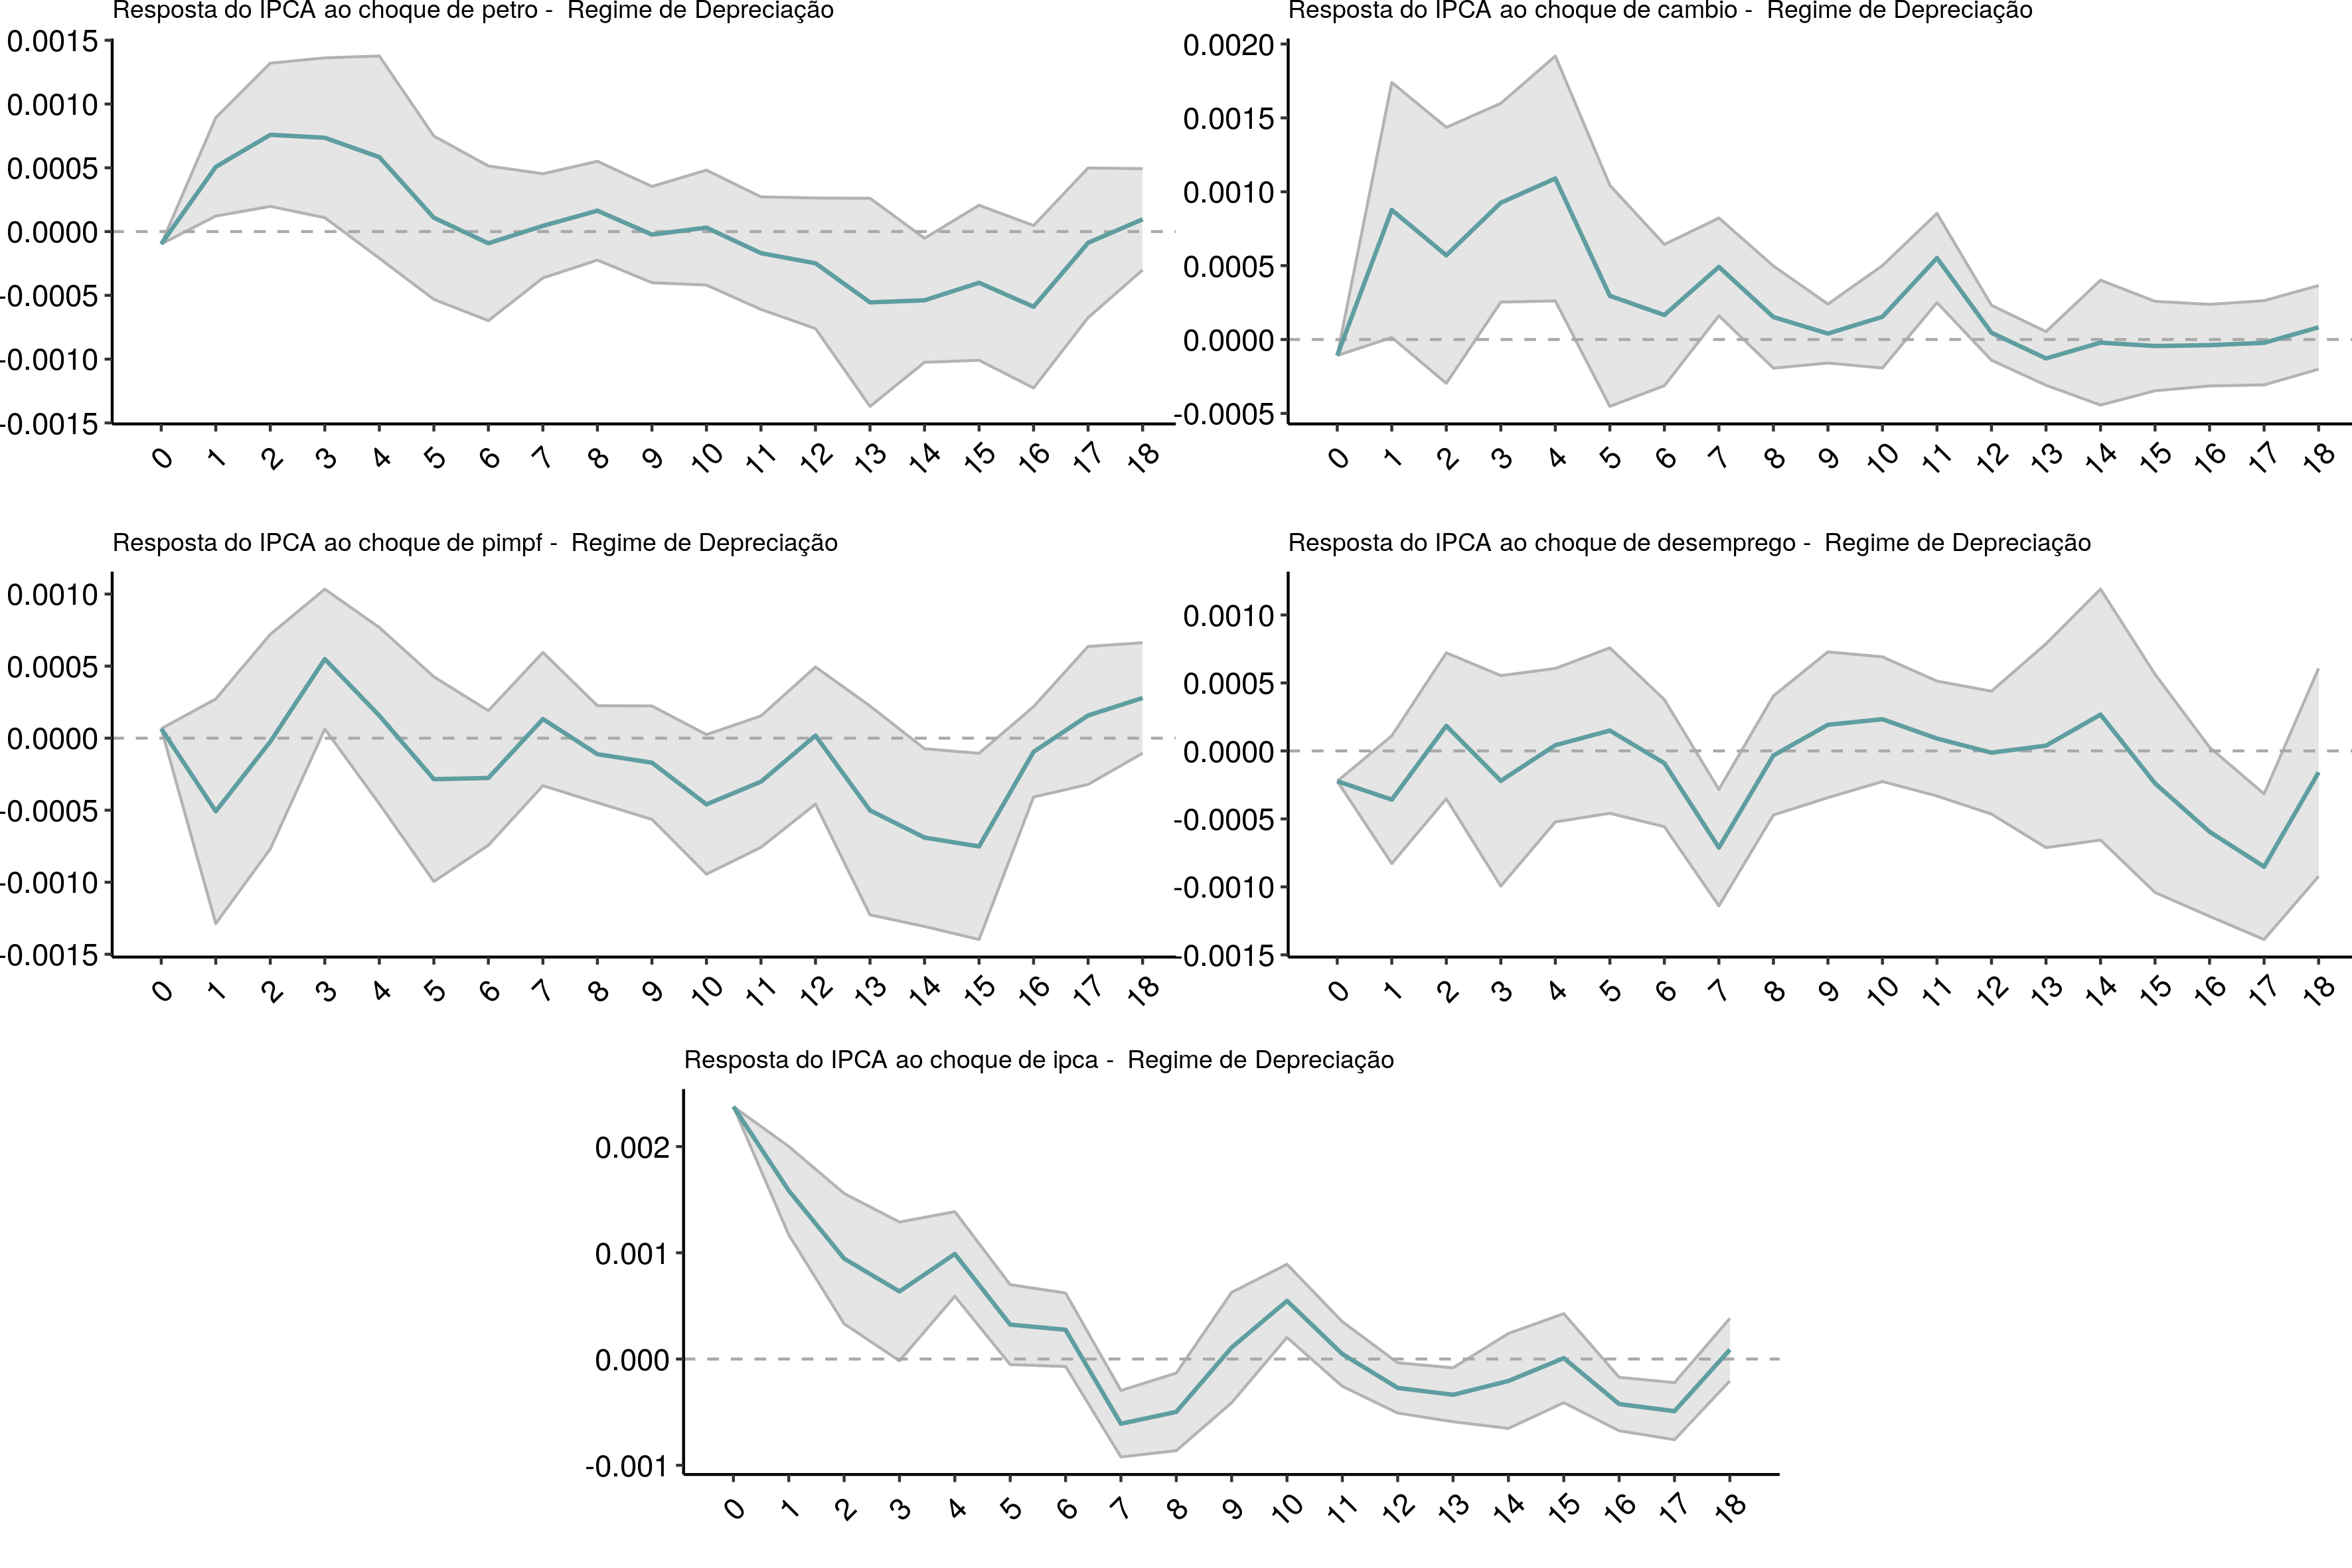 Resposta do IPCA ao choque de petro -  Regime de Depreciação
0.0015
0.0010
0.0005
0.0000
-0.0005
-0.0010
-0.0015
0 1 2 3 4 5 6 7 8 9 10 11 12 13 14 15 16 17 18
Resposta do IPCA ao choque de cambio -  Regime de Depreciação
0.0020
0.0015
0.0010
0.0005
0.0000
-0.0005
0 1 2 3 4 5 6 7 8 9 10 11 12 13 14 15 16 17 18
Resposta do IPCA ao choque de pimpf -  Regime de Depreciação
0.0010
0.0005
0.0000
-0.0005
-0.0010
-0.0015
0 1 2 3 4 5 6 7 8 9 10 11 12 13 14 15 16 17 18
Resposta do IPCA ao choque de desemprego -  Regime de Depreciação
0.0010
0.0005
0.0000
-0.0005
-0.0010
-0.0015
0 1 2 3 4 5 6 7 8 9 10 11 12 13 14 15 16 17 18
Resposta do IPCA ao choque de ipca -  Regime de Depreciação
0.002
0.001
0.000
-0.001
0 1 2 3 4 5 6 7 8 9 10 11 12 13 14 15 16 17 18